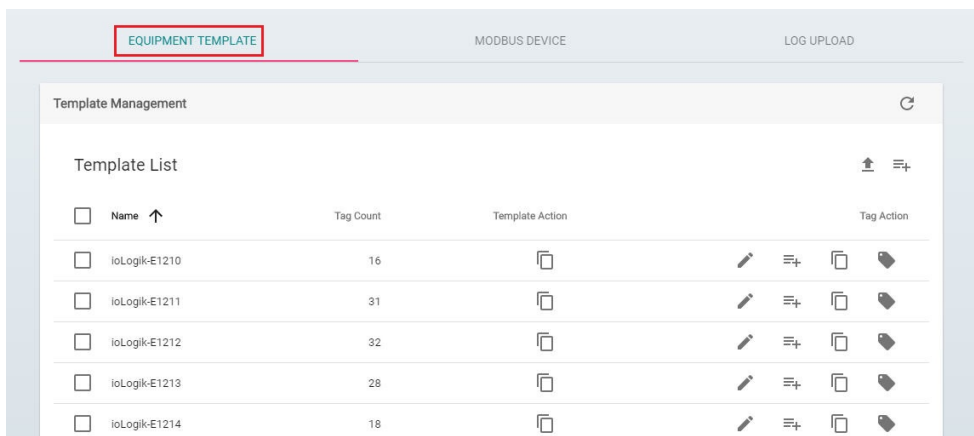 EQUIPMENT TEMPLATE MODBUS DEVICE LOG UPLOAD
Template Management
Template List
Name Tag Count Template Action Tag Action
ioLogik-E1210 16
ioLogik-E1211 31
ioLogik-E1212 32
ioLogik-E1213 28
ioLogik-E1214 18